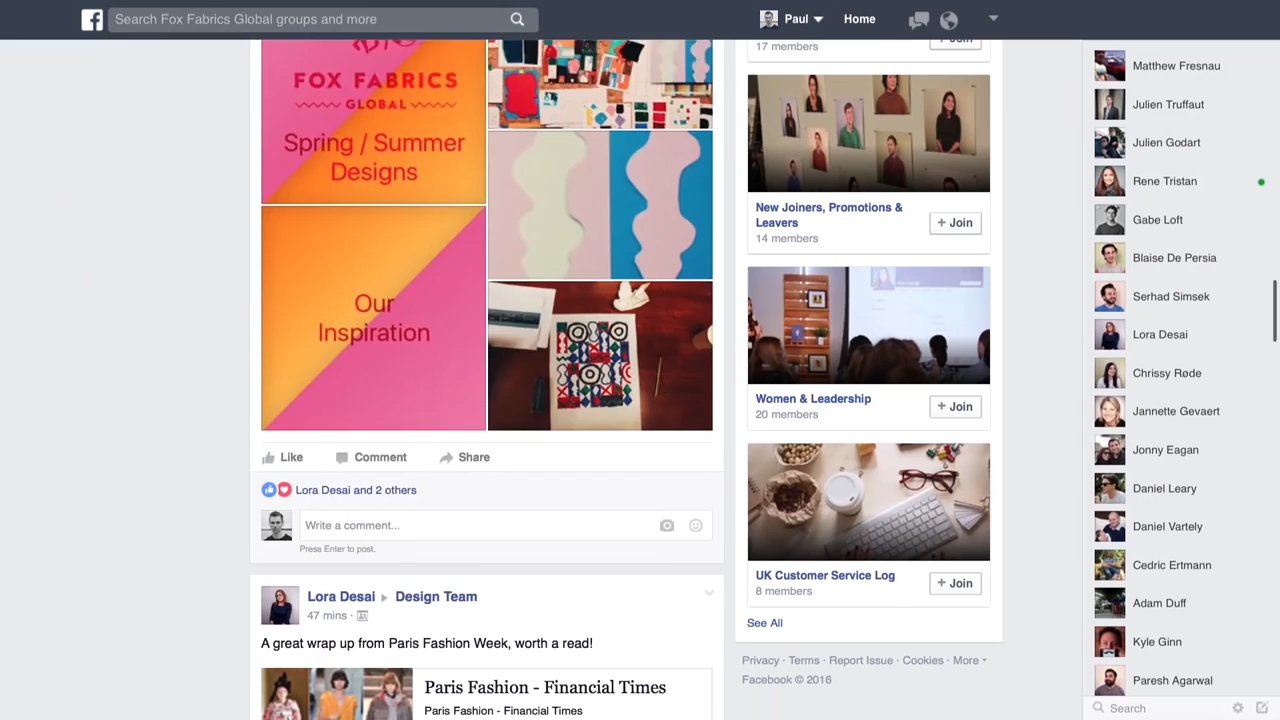 Search Fox Fabrics Global groups and more
Paul
Home
FOX FABRICS
GLOBAL
Spring / Summer
Designs
Our
Inspiration
Like
Comment
Share
Lora Desai and 2 others
Write a comment...
Press Enter to post.
Lora Desai
Design Team
47 mins ·
A great wrap up from Paris Fashion Week, worth a read!
Paris Fashion - Financial Times
Paris Fashion - Financial Times
17 members
+ Join
New Joiners, Promotions &
Leavers
14 members
+ Join
Women & Leadership
20 members
+ Join
UK Customer Service Log
8 members
+ Join
See All
Privacy · Terms · Report Issue · Cookies · More
Facebook © 2016
Matthew Fresnau
Julien Truffaut
Julien Godart
Rene Tristan
Gabe Loft
Blaise De Persia
Serhad Simsek
Lora Desai
Chrissy Røde
Jannette Gevaert
Jonny Eagan
Daniel Leary
Daniel Vartely
Cedric Ertmann
Adam Duff
Kyle Ginn
Paresh Agarwal
Search